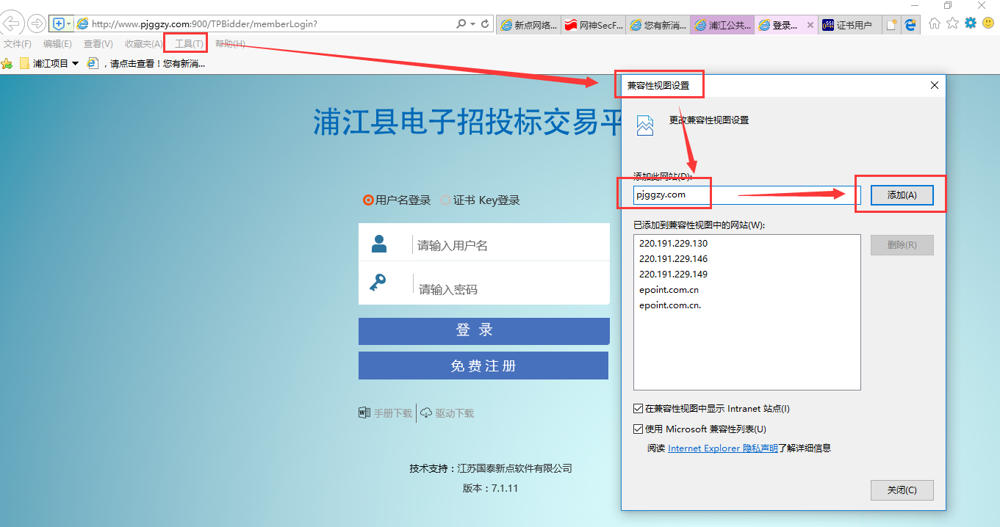 http://www.pjggzy.com:900/TPBidder/memberLogin?
新点网络...
网神SecF...
您有新消...
浦江公共...
登录...
证书用户
文件(F) 编辑(E) 查看(V) 收藏夹(A) 工具(T) 帮助(H)
浦江项目
，请点击查看！您有新消...
浦江县电子招投标交易平
用户名登录 证书 Key登录
请输入用户名
请输入密码
登 录
免费注册
手册下载 驱动下载
技术支持：江苏国泰新点软件有限公司
版本：7.1.11
兼容性视图设置
更改兼容性视图设置
添加此网站(D):
pjggzy.com
添加(A)
已添加到兼容性视图中的网站(W):
220.191.229.130
220.191.229.146
220.191.229.149
epoint.com.cn
epoint.com.cn.
删除(R)
在兼容性视图中显示 Intranet 站点(I)
使用 Microsoft 兼容性列表(U)
阅读 Internet Explorer 隐私声明了解详细信息
关闭(C)